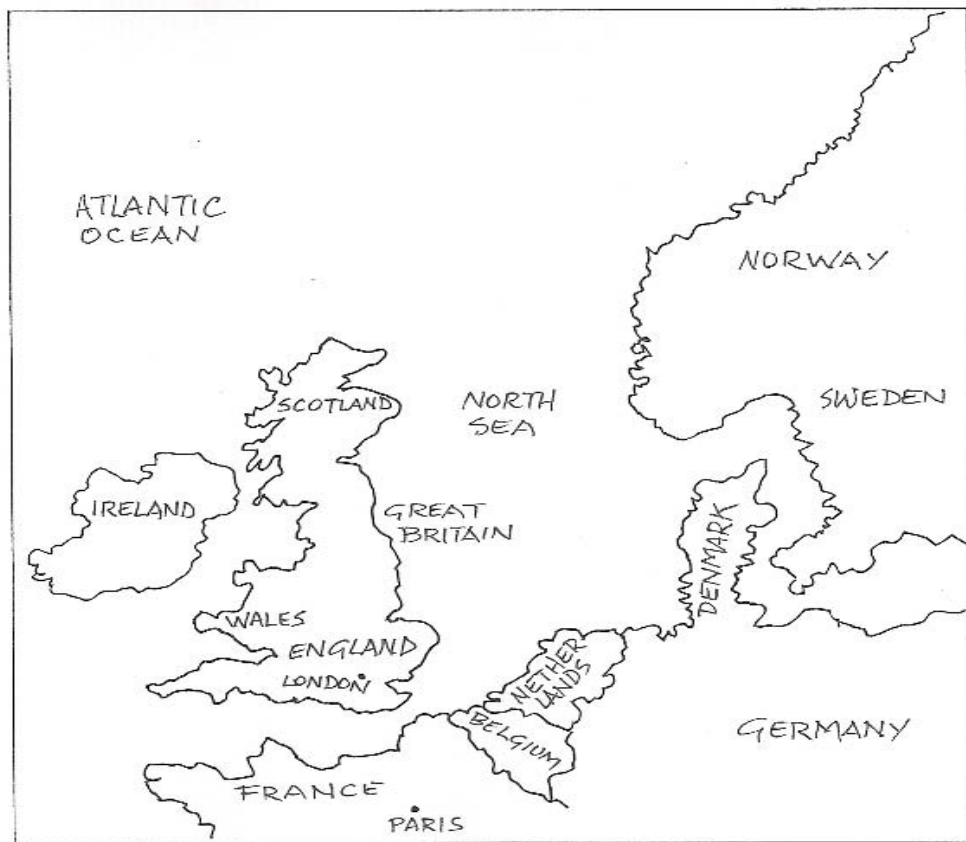 ATLANTIC
OCEAN
NORWAY
SCOTLAND
NORTH
SEA
SWEDEN
IRELAND
GREAT
BRITAIN
DENMARK
WALES
ENGLAND
LONDON
NETHER
LANDS
BELGIUM
GERMANY
FRANCE
PARIS